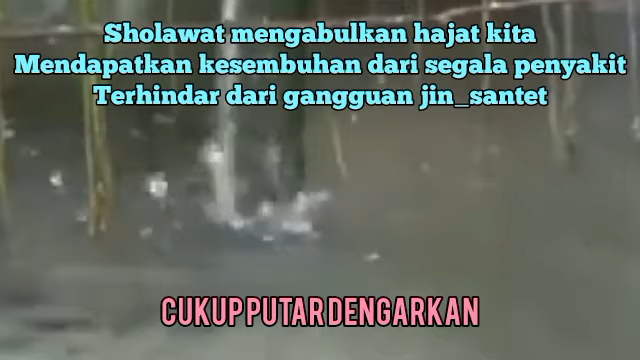 Sholawat mengabulkan hajat kita
Mendapatkan kesembuhan dari segala penyakit
Terhindar dari gangguan jin_santet
CUKUP PUTAR DENGARKAN